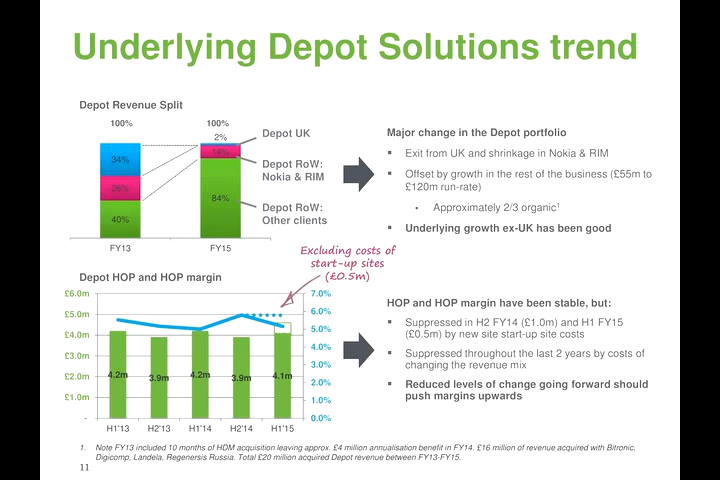 Underlying Depot Solutions trend
Depot Revenue Split
100%
100%
2%
34%
26%
40%
14%
84%
FY13
FY15
Depot UK
Depot RoW:
Nokia & RIM
Depot RoW:
Other clients
Major change in the Depot portfolio
▪ Exit from UK and shrinkage in Nokia & RIM
▪ Offset by growth in the rest of the business (£55m to
£120m run-rate)
• Approximately 2/3 organic1
▪ Underlying growth ex-UK has been good
Excluding costs of
start-up sites
(£0.5m)
Depot HOP and HOP margin
£6.0m
£5.0m
£4.0m
£3.0m
£2.0m
£1.0m
-
7.0%
6.0%
5.0%
4.0%
3.0%
2.0%
1.0%
0.0%
4.2m
3.9m
4.2m
3.9m
4.1m
H1'13
H2'13
H1'14
H2'14
H1'15
HOP and HOP margin have been stable, but:
▪ Suppressed in H2 FY14 (£1.0m) and H1 FY15
(£0.5m) by new site start-up site costs
▪ Suppressed throughout the last 2 years by costs of
changing the revenue mix
▪ Reduced levels of change going forward should
push margins upwards
1. Note FY13 included 10 months of HDM acquisition leaving approx. £4 million annualisation benefit in FY14. £16 million of revenue acquired with Bitronic,
Digicomp, Landela, Regenersis Russia. Total £20 million acquired Depot revenue between FY13-FY15.
11